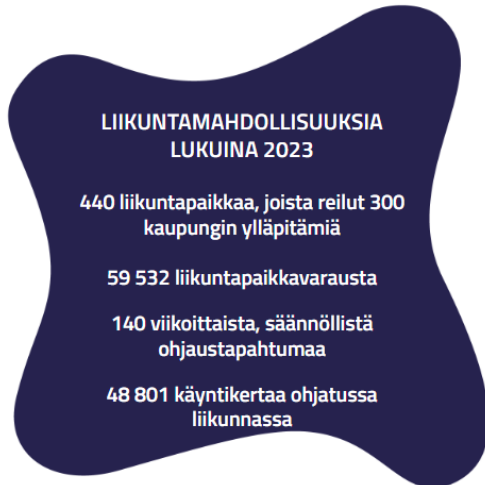 LIIKUNTAMAHDOLLISUUKSIA
LUKUINA 2023
440 liikuntapaikkaa, joista reilut 300
kaupungin ylläpitämiä
59 532 liikuntapaikkavarausta
140 viikoittaista, säännöllistä
ohjaustapahtumaa
48 801 käyntikertaa ohjatussa
liikunnassa